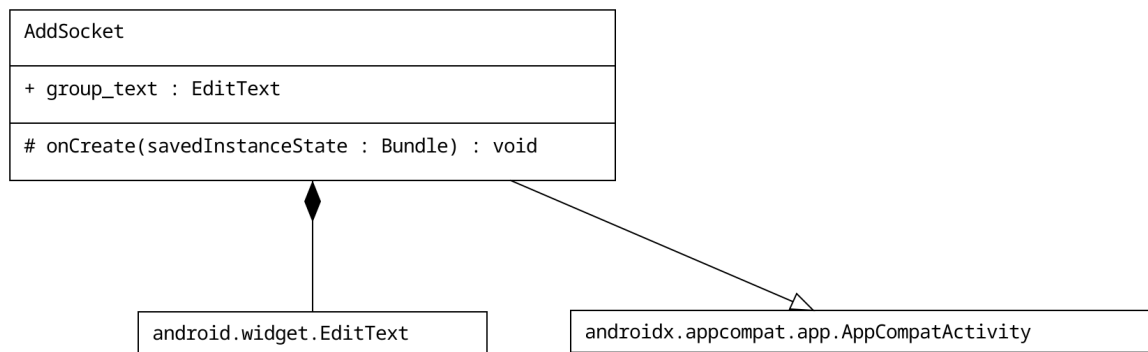 AddSocket
+ group_text : EditText
# onCreate(savedInstanceState : Bundle) : void
android.widget.EditText
androidx.appcompat.app.AppCompatActivity